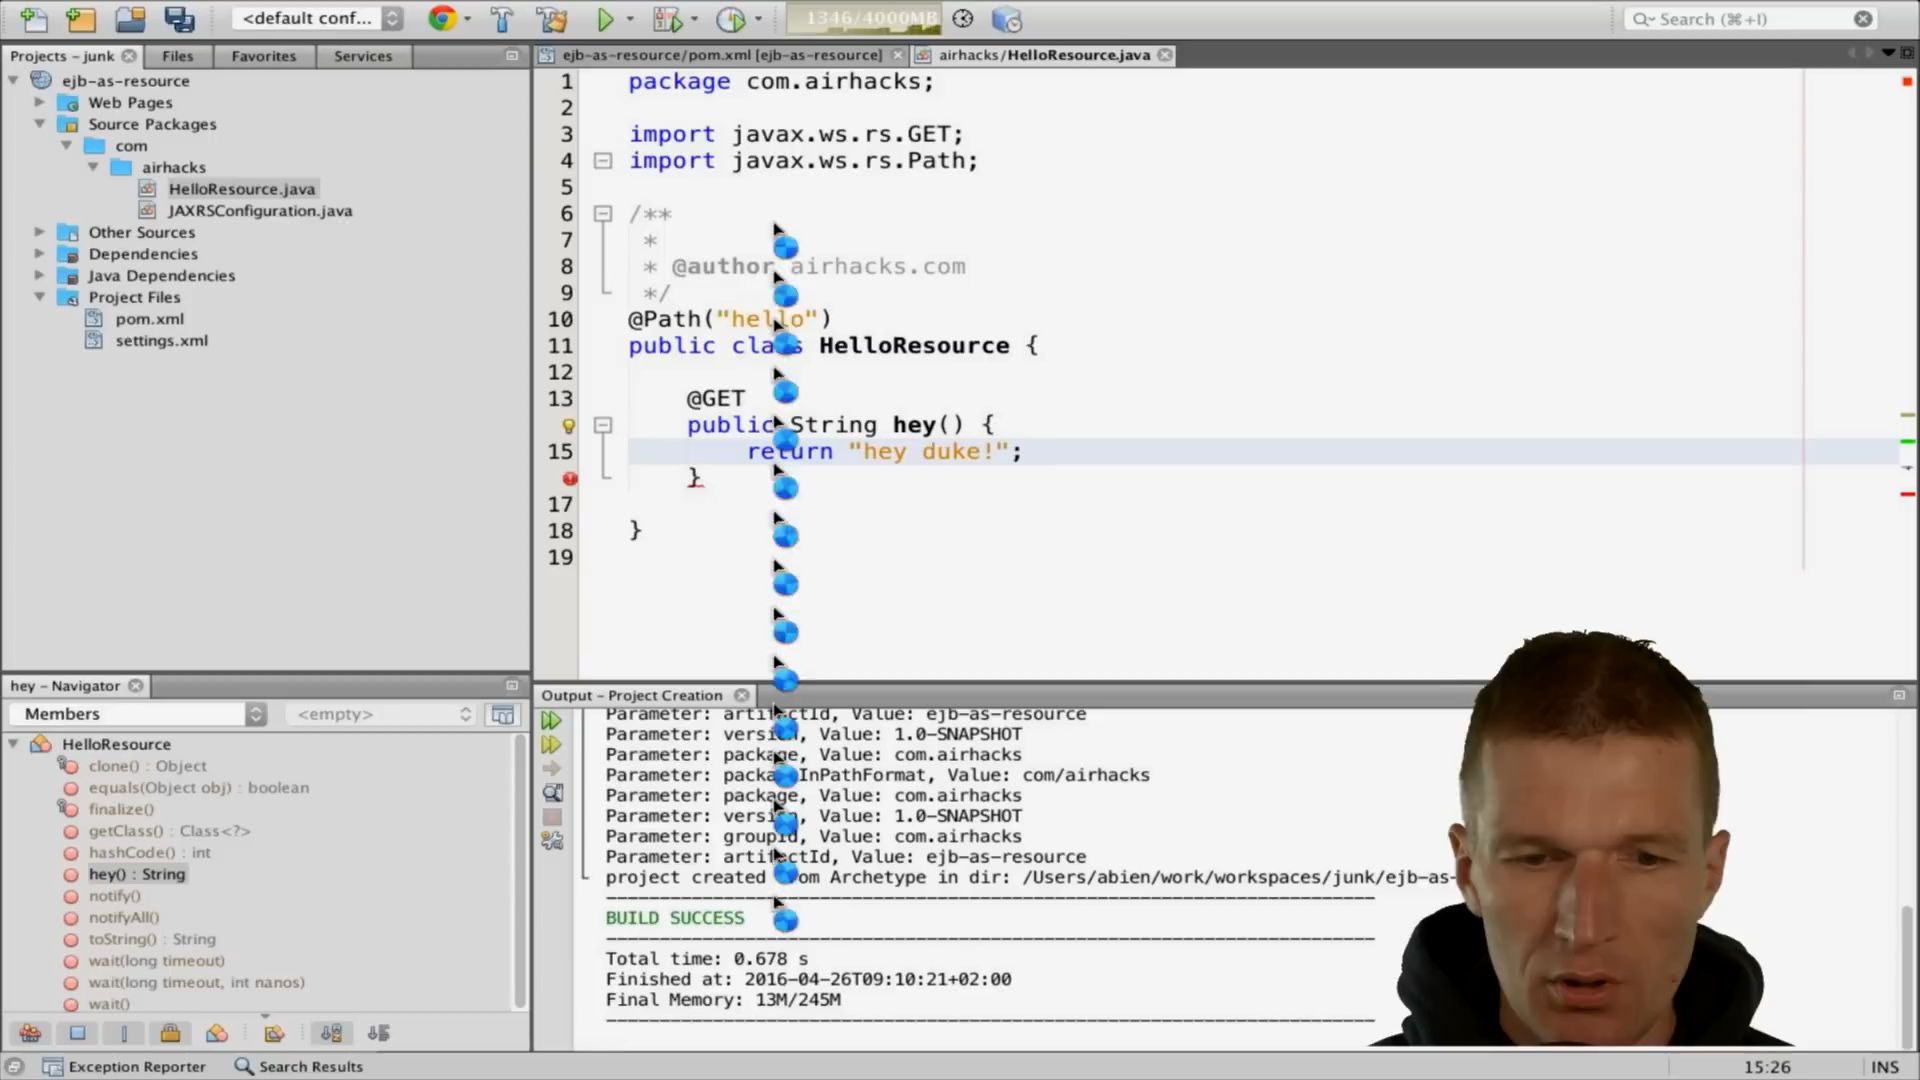 <default conf...
1346/4000MB
Search (⌘+I)
Projews – junk
Files
Favorites
Services
ejb-as-resource
Web Pages
Source Packages
com
airhacks
HelloResource.java
JAXRSConfiguration.java
Other Sources
Dependencies
Java Dependencies
Project Files
pom.xml
settings.xml
ejb-as-resource/pom.xml [ejb-as-resource]
airhacks/HelloResource.java
1 package com.airhacks;
2
3 import javax.ws.rs.GET;
4 import javax.ws.rs.Path;
5
6 /**
7 *
8 * @author airhacks.com
9 */
10 @Path("hello")
11 public class HelloResource {
12
13 @GET
public String hey() {
15 return "hey duke!";
}
17
18 }
19
hey – Navigator
Members
<empty>
HelloResource
clone() : Object
equals(Object obj) : boolean
finalize()
getClass() : Class<?>
hashCode() : int
hey() : String
notify()
notifyAll()
toString() : String
wait(long timeout)
wait(long timeout, int nanos)
wait()
Output – Project Creation
Parameter: artifactId, Value: ejb-as-resource
Parameter: version, Value: 1.0-SNAPSHOT
Parameter: package, Value: com.airhacks
Parameter: packageInPathFormat, Value: com/airhacks
Parameter: package, Value: com.airhacks
Parameter: version, Value: 1.0-SNAPSHOT
Parameter: groupId, Value: com.airhacks
Parameter: artifactId, Value: ejb-as-resource
project created from Archetype in dir: /Users/abien/work/workspaces/junk/ejb-as-
BUILD SUCCESS
Total time: 0.678 s
Finished at: 2016-04-26T09:10:21+02:00
Final Memory: 13M/245M
Exception Reporter
Search Results
15:26
INS